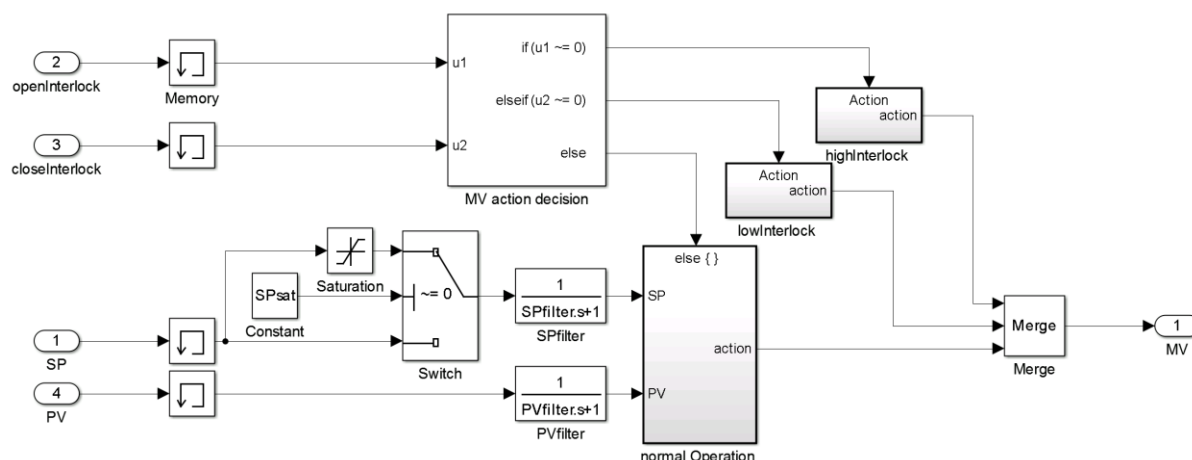 2
openInterlock
Memory
3
closeInterlock
u1
u2
if(u1 ~= 0)
elseif(u2 ~= 0)
else
MV action decision
Action
action
highInterlock
Action
action
lowInterlock
Saturation
SPsat
Constant
~= 0
Switch
1
SP
4
PV
1
SPfilter.s+1
SPfilter
1
PVfilter.s+1
PVfilter
else { }
SP
action
PV
normal Operation
Merge
Merge
1
MV